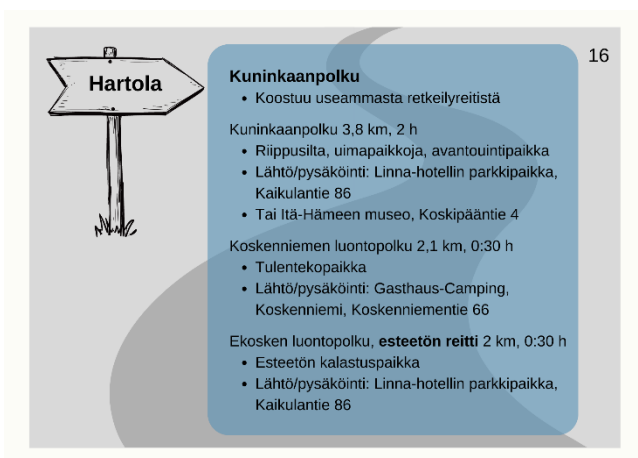 Hartola
16
Kuninkaanpolku
• Koostuu useammasta retkeilyreitistä
Kuninkaanpolku 3,8 km, 2 h
• Riippusilta, uimapaikkoja, avantouintipaikka
• Lähtö/pysäköinti: Linna-hotellin parkkipaikka,
Kaikulantie 86
• Tai Itä-Hämeen museo, Koskipääntie 4
Koskenniemen luontopolku 2,1 km, 0:30 h
• Tulentekopaikka
• Lähtö/pysäköinti: Gasthaus-Camping,
Koskenniemi, Koskenniementie 66
Ekosken luontopolku, esteetön reitti 2 km, 0:30 h
• Esteetön kalastuspaikka
• Lähtö/pysäköinti: Linna-hotellin parkkipaikka,
Kaikulantie 86